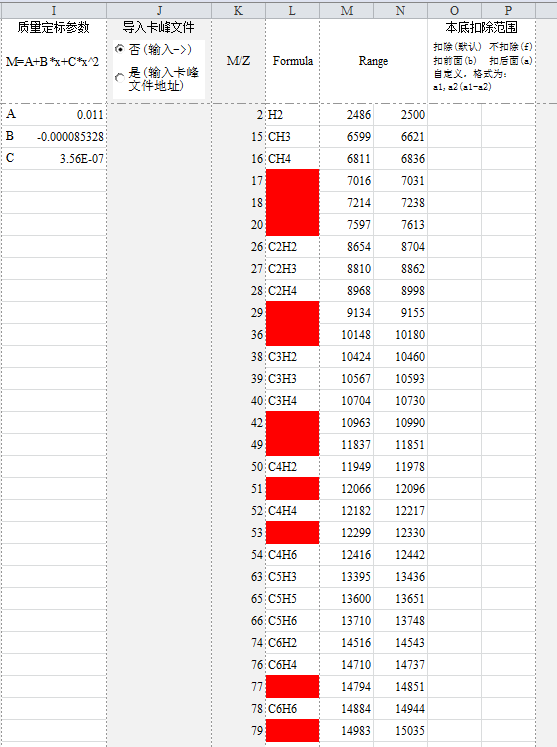 I J K L M N O P
质量定标参数 导入卡峰文件 M/Z Formula Range 本底扣除范围
M=A+B*x+C*x^2
否(输入->)
是(输入卡峰
文件地址)
扣除(默认) 不扣除(f)
扣前面(b) 扣后面(a)
自定义，格式为：
a1,a2(a1-a2)
A 0.011 2 H2 2486 2500
B -0.000085328 15 CH3 6599 6621
C 3.56E-07 16 CH4 6811 6836
17 7016 7031
18 7214 7238
20 7597 7613
26 C2H2 8654 8704
27 C2H3 8810 8862
28 C2H4 8968 8998
29 9134 9155
36 10148 10180
38 C3H2 10424 10460
39 C3H3 10567 10593
40 C3H4 10704 10730
42 10963 10990
49 11837 11851
50 C4H2 11949 11978
51 12066 12096
52 C4H4 12182 12217
53 12299 12330
54 C4H6 12416 12442
63 C5H3 13395 13436
65 C5H5 13600 13651
66 C5H6 13710 13748
74 C6H2 14516 14543
76 C6H4 14710 14737
77 14794 14851
78 C6H6 14884 14944
79 14983 15035